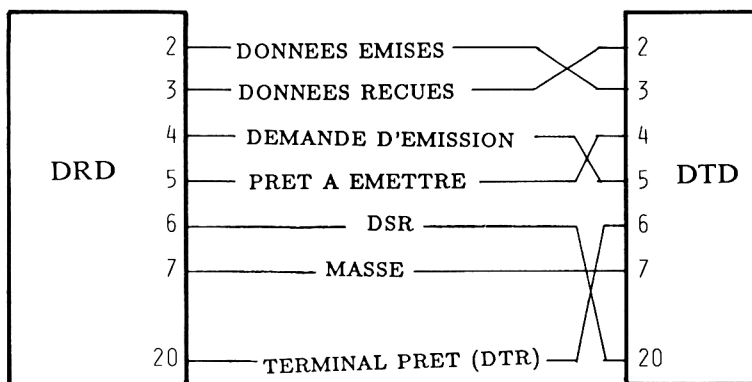 2 DONNEES EMISES 2
3 DONNEES RECUES 3
4 DEMANDE D'EMISSION 4
DRD DTD
5 PRET A EMETTRE 5
6 DSR 6
7 MASSE 7
20 TERMINAL PRET (DTR) 20